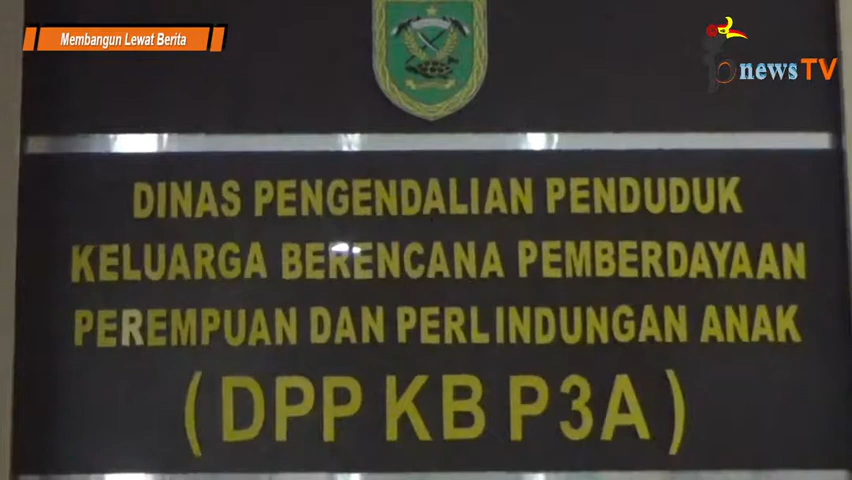 Membangun Lewat Berita
newsTV
DINAS PENGENDALIAN PENDUDUK
KELUARGA BERENCANA PEMBERDAYAAN
PEREMPUAN DAN PERLINDUNGAN ANAK
(DPP KB P3A)